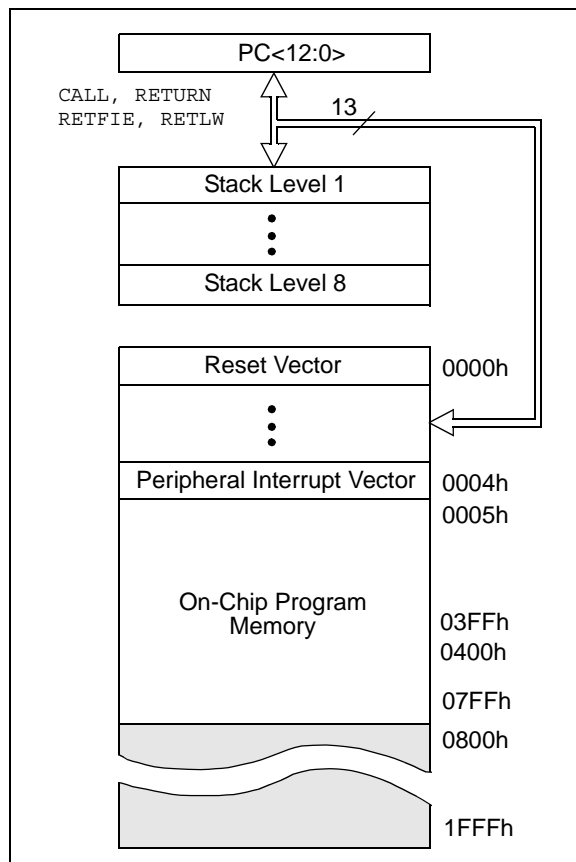 PC<12:0>
CALL, RETURN
RETFIE, RETLW
13
Stack Level 1
Stack Level 8
Reset Vector
0000h
Peripheral Interrupt Vector
0004h
0005h
On-Chip Program
Memory
03FFh
0400h
07FFh
0800h
1FFFh